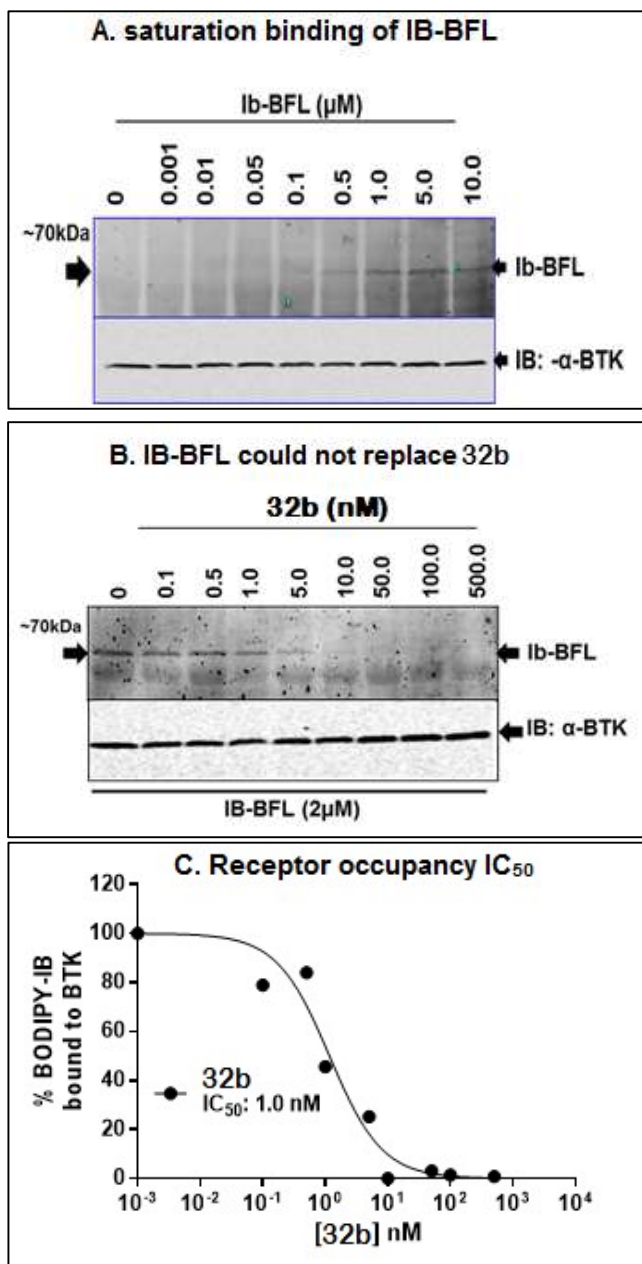 A. saturation binding of IB-BFL
Ib-BFL (µM)
0 0.001 0.01 0.05 0.1 0.5 1.0 5.0 10.0
~70kDa
Ib-BFL
IB: -α-BTK
B. IB-BFL could not replace 32b
32b (nM)
0 0.1 0.5 1.0 5.0 10.0 50.0 100.0 500.0
~70kDa
Ib-BFL
IB: α-BTK
IB-BFL (2µM)
C. Receptor occupancy IC₅₀
% BODIPY-IB
bound to BTK
120
100
80
60
40
20
0
32b
IC₅₀: 1.0 nM
10⁻³ 10⁻² 10⁻¹ 10⁰ 10¹ 10² 10³ 10⁴
[32b] nM